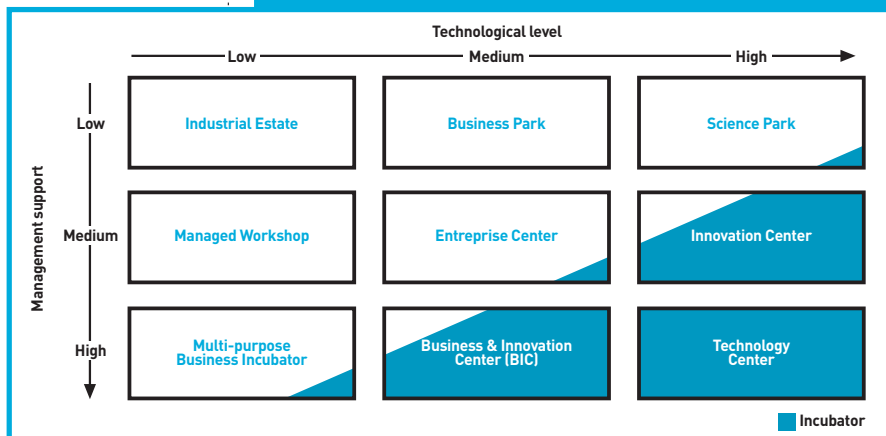 Technological level
Low
Medium
High
Management support
Low
Industrial Estate
Business Park
Science Park
Medium
Managed Workshop
Entreprise Center
Innovation Center
High
Multi-purpose
Business Incubator
Business & Innovation
Center (BIC)
Technology
Center
Incubator